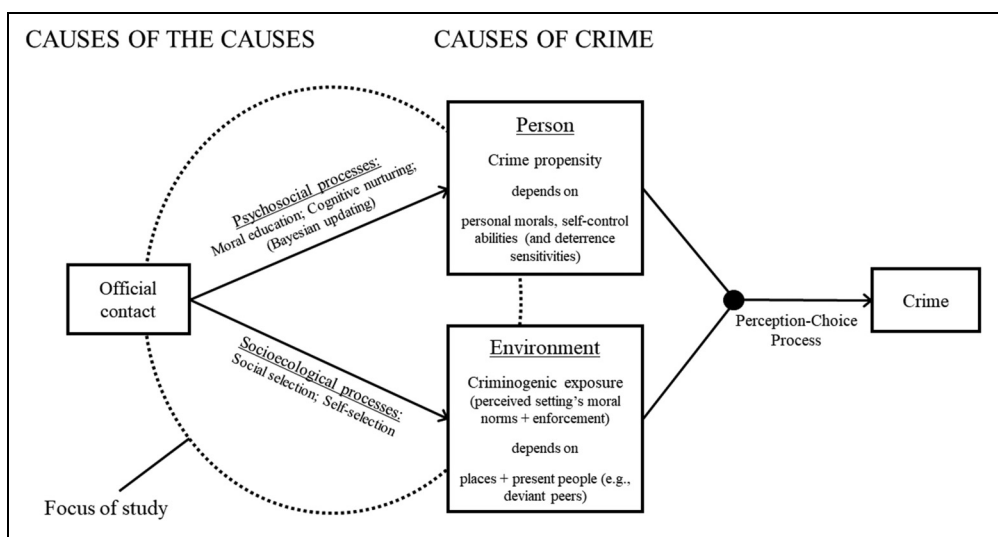 CAUSES OF THE CAUSES
CAUSES OF CRIME
Official
contact
Psychosocial processes:
Moral education; Cognitive nurturing;
(Bayesian updating)
Socioecological processes:
Social selection; Self-selection
Person
Crime propensity
depends on
personal morals, self-control
abilities (and deterrence
sensitivities)
Environment
Criminogenic exposure
(perceived setting's moral
norms + enforcement)
depends on
places + present people (e.g.,
deviant peers)
Perception-Choice
Process
Crime
Focus of study